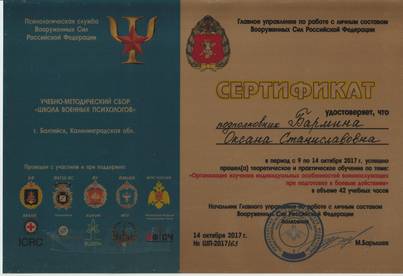 Психологическая служба
Вооруженных Сил
Российской Федерации
УЧЕБНО-МЕТОДИЧЕСКИЙ СБОР
«ШКОЛА ВОЕННЫХ ПСИХОЛОГОВ»
г. Балтийск, Калининградская обл.
Проведен с участием и при поддержке:
ICRC
Главное управление по работе с личным составом
Вооруженных Сил Российской Федерации
СЕРТИФИКАТ
удостоверяет, что
подполковник Бармина
Оксана Станиславовна
в период с 9 по 14 октября 2017 г. успешно
прошел(а) теоретическое и практическое обучение по теме:
«Организация изучения индивидуальных особенностей военнослужащих
при подготовке к боевым действиям»
в объеме 42 учебных часов
Начальник Главного управления по работе с личным составом
Вооруженных Сил Российской Федерации
полковник
М.Барышев
14 октября 2017 г.
№ ШП-2017/163